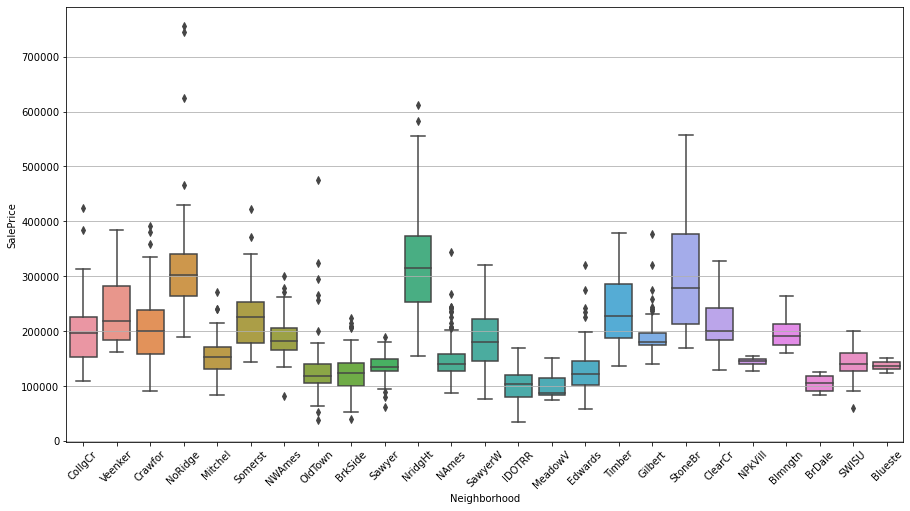 700000
600000
500000
400000
300000
200000
100000
0
SalePrice
CollgCr
Veenker
Crawfor
NoRidge
Mitchel
Somerst
NWAmes
OldTown
BrkSide
Sawyer
NridgHt
NAmes
SawyerW
IDOTRR
MeadowV
Edwards
Timber
Gilbert
StoneBr
ClearCr
NPkVill
Blmngtn
BrDale
SWISU
Blueste
Neighborhood